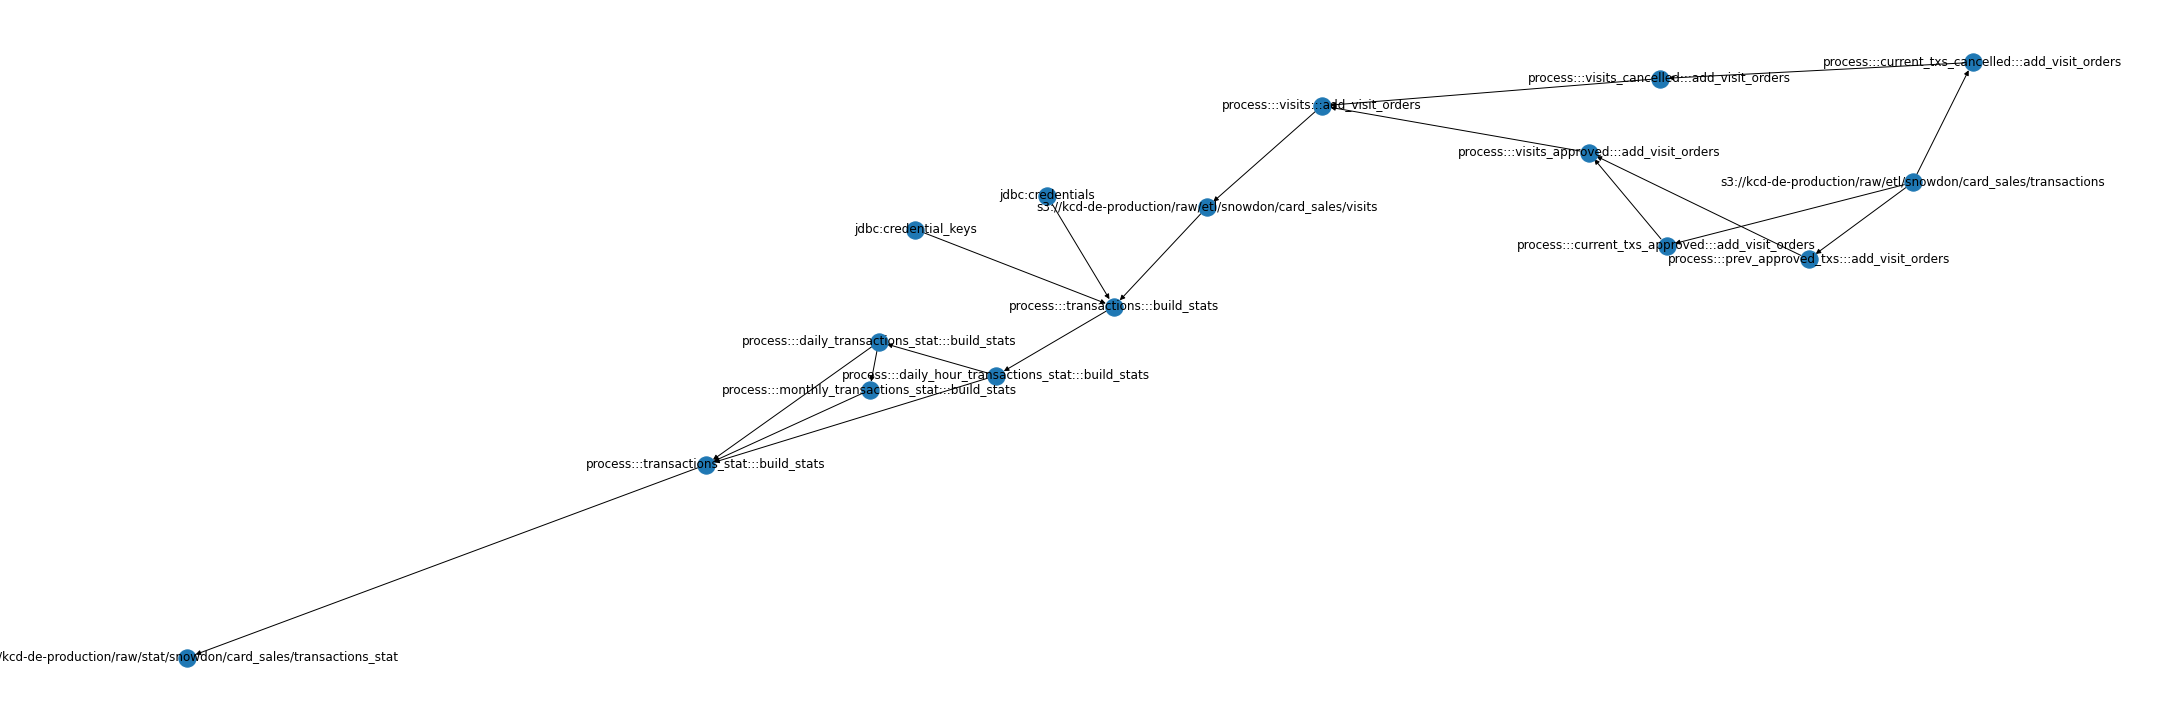 process:::current_txs_cancelled:::add_visit_orders
process:::visits_cancelled:::add_visit_orders
process:::visits:::add_visit_orders
process:::visits_approved:::add_visit_orders
s3://kcd-de-production/raw/etl/snowdon/card_sales/transactions
jdbc:credentials
s3://kcd-de-production/raw/etl/snowdon/card_sales/visits
jdbc:credential_keys
process:::current_txs_approved:::add_visit_orders
process:::prev_approved_txs:::add_visit_orders
process:::transactions:::build_stats
process:::daily_transactions_stat:::build_stats
process:::daily_hour_transactions_stat:::build_stats
process:::monthly_transactions_stat:::build_stats
process:::transactions_stat:::build_stats
/kcd-de-production/raw/stat/snowdon/card_sales/transactions_stat